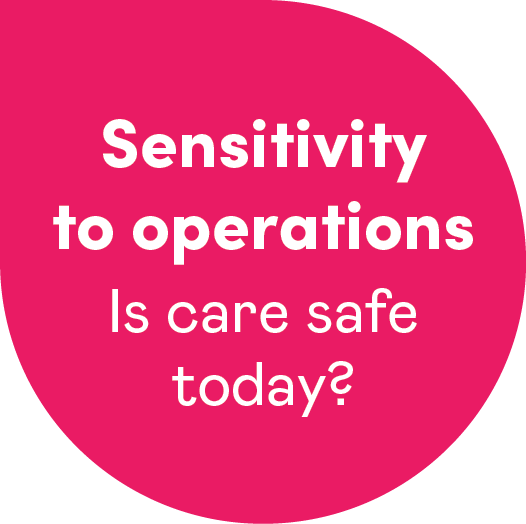 Sensitivity
to operations
Is care safe
today?